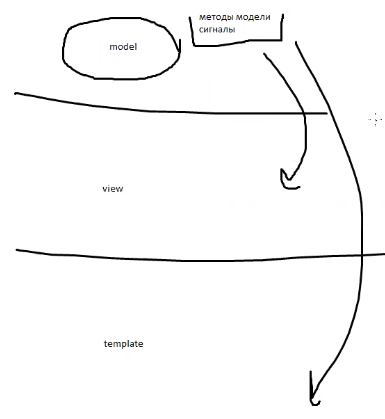 методы модели
сигналы
model
view
template